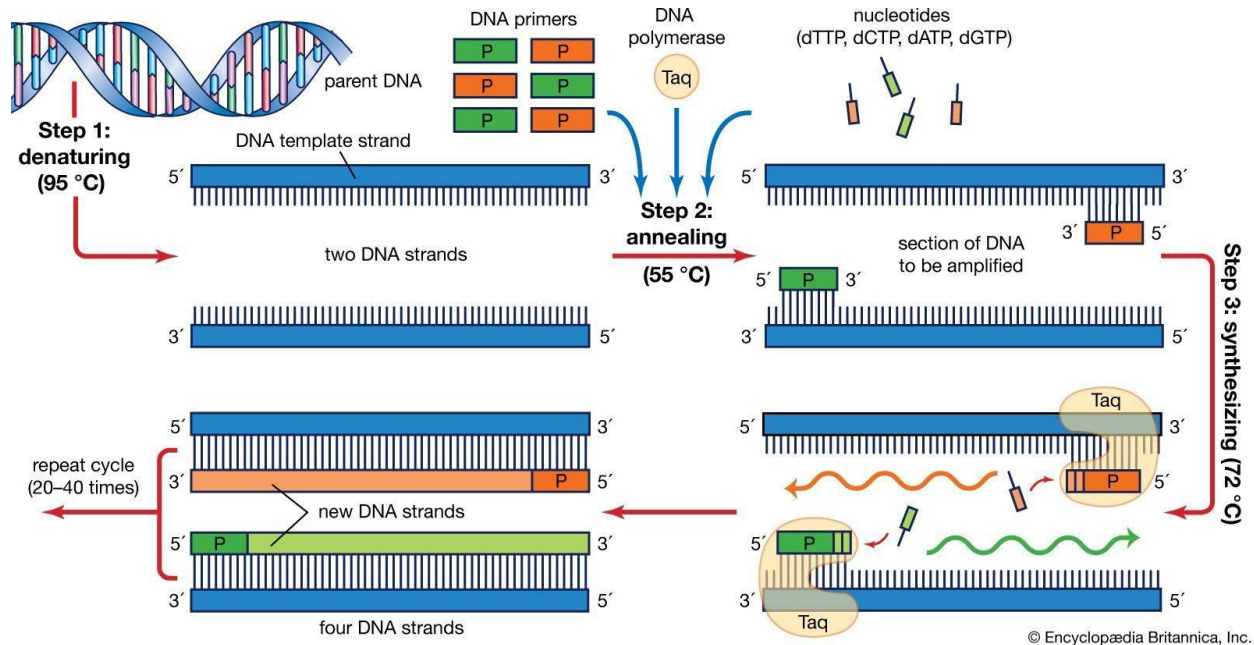 DNA primers
P P
P P
P P
DNA
polymerase
Taq
nucleotides
(dTTP, dCTP, dATP, dGTP)
parent DNA
Step 1:
denaturing
(95 °C)
DNA template strand
5′ 3′
two DNA strands
3′ 5′
Step 2:
annealing
(55 °C)
5′ 3′
3′ P 5′
section of DNA
to be amplified
5′ P 3′
3′ 5′
Step 3: synthesizing (72 °C)
Taq
5′ 3′
P 5′
5′ P
3′ 5′
Taq
5′ 3′
3′ P 5′
new DNA strands
5′ P 3′
3′ 5′
four DNA strands
repeat cycle
(20–40 times)
© Encyclopædia Britannica, Inc.